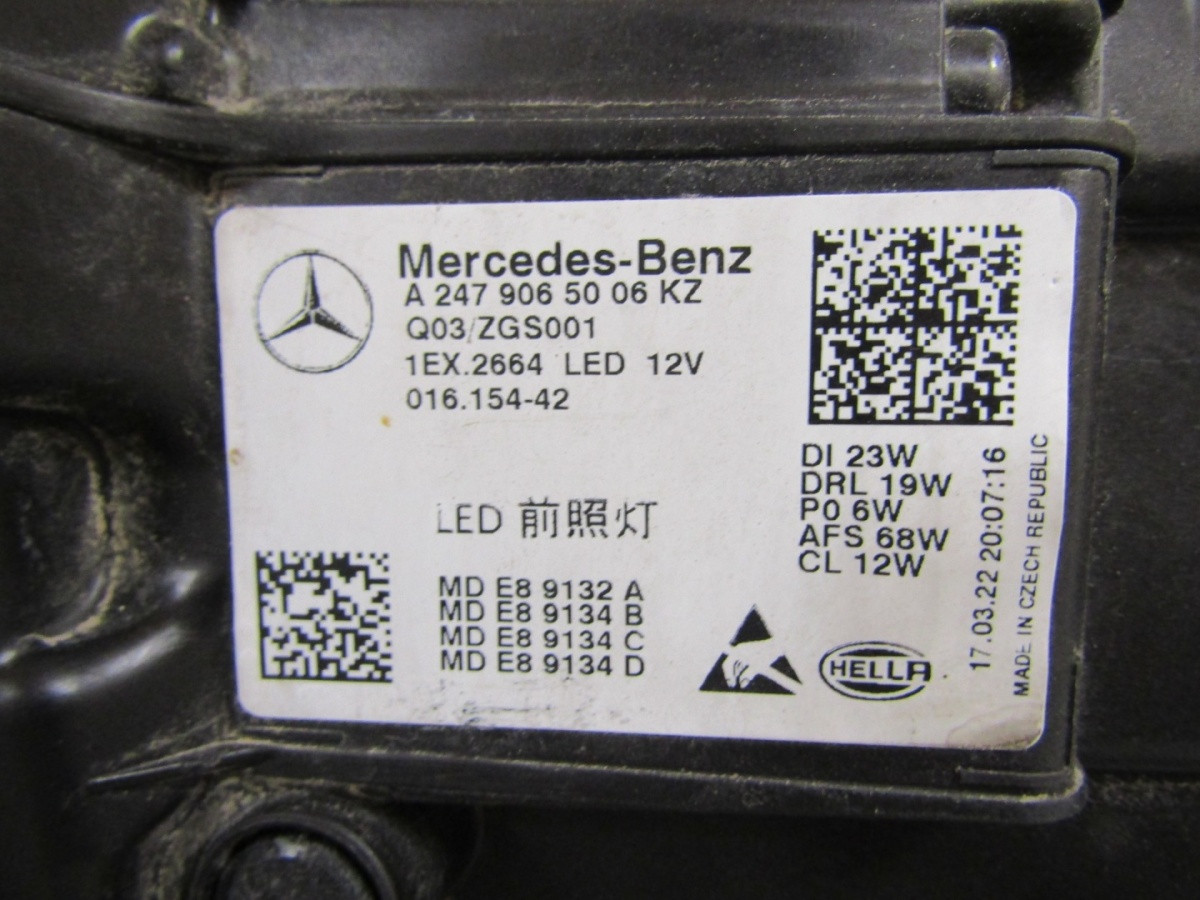 Mercedes-Benz
A 247 906 50 06 KZ
Q03/ZGS001
1EX.2664 LED 12V
016.154-42
LED 前照灯
MD E8 9132 A
MD E8 9134 B
MD E8 9134 C
MD E8 9134 D
DI 23W
DRL 19W
PO 6W
AFS 68W
CL 12W
HELLA
17.03.22 20:07:16
MADE IN CZECH REPUBLIC